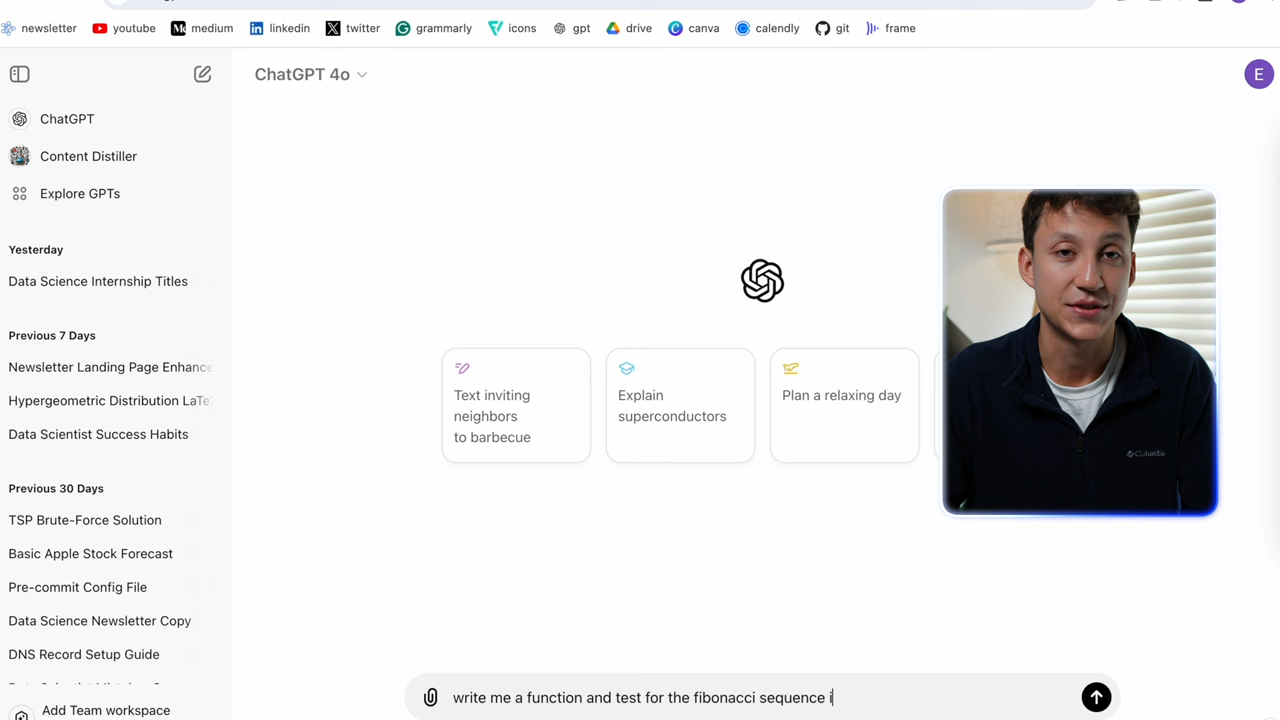 newsletter youtube medium linkedin twitter grammarly icons gpt drive canva calendly git frame
ChatGPT 4o
E
ChatGPT
Content Distiller
Explore GPTs
Yesterday
Data Science Internship Titles
Previous 7 Days
Newsletter Landing Page Enhance
Hypergeometric Distribution LaTe
Data Scientist Success Habits
Previous 30 Days
TSP Brute-Force Solution
Basic Apple Stock Forecast
Pre-commit Config File
Data Science Newsletter Copy
DNS Record Setup Guide
Add Team workspace
Text inviting
neighbors
to barbecue
Explain
superconductors
Plan a relaxing day
Columbia
write me a function and test for the fibonacci sequence i